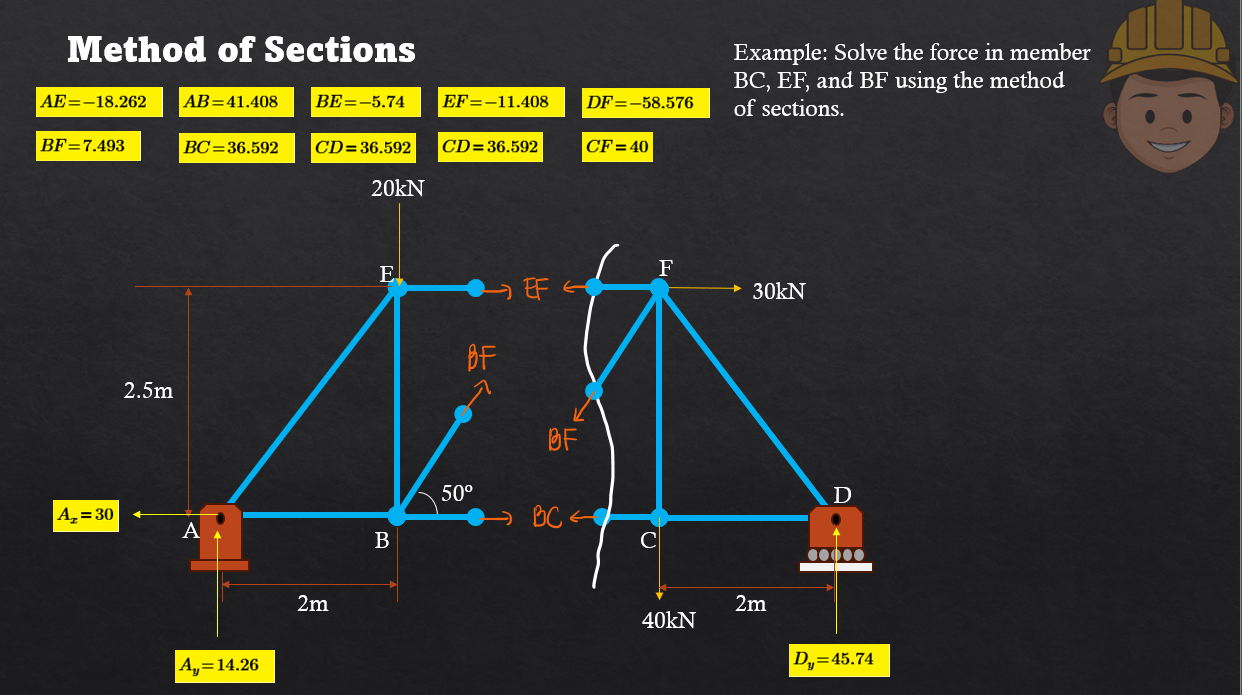 Method of Sections
Example: Solve the force in member
BC, EF, and BF using the method
of sections.
AE=−18.262
AB=41.408
BE=−5.74
EF=−11.408
DF=−58.576
BF=7.493
BC=36.592
CD=36.592
CD=36.592
CF=40
20kN
E
F
EF
30kN
BF
2.5m
BF
50º
D
Ax=30
A
BC
B
C
2m
2m
40kN
Ay=14.26
Dy=45.74